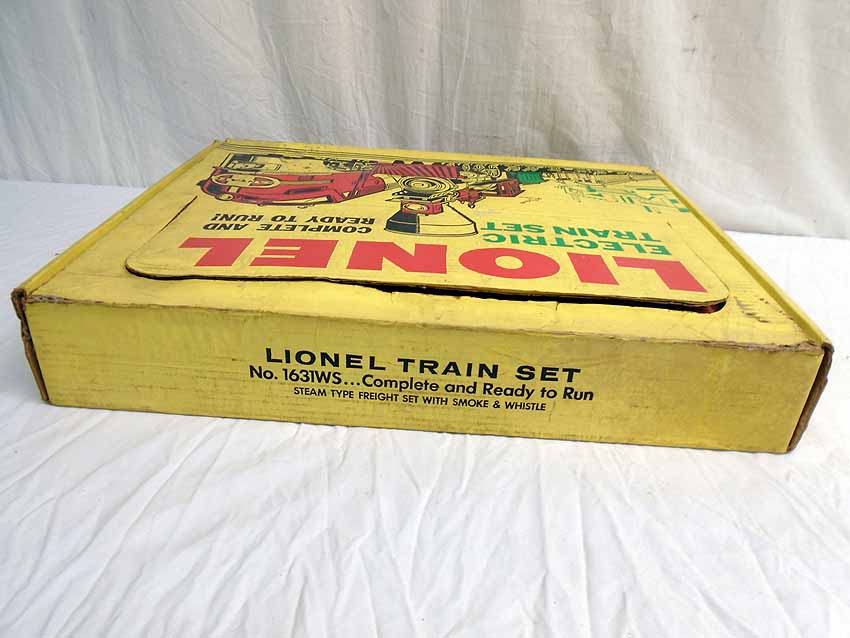 LIONEL
ELECTRIC
TRAIN SET
COMPLETE AND
READY TO RUN!
LIONEL TRAIN SET
No. 1631WS...Complete and Ready to Run
STEAM TYPE FREIGHT SET WITH SMOKE & WHISTLE